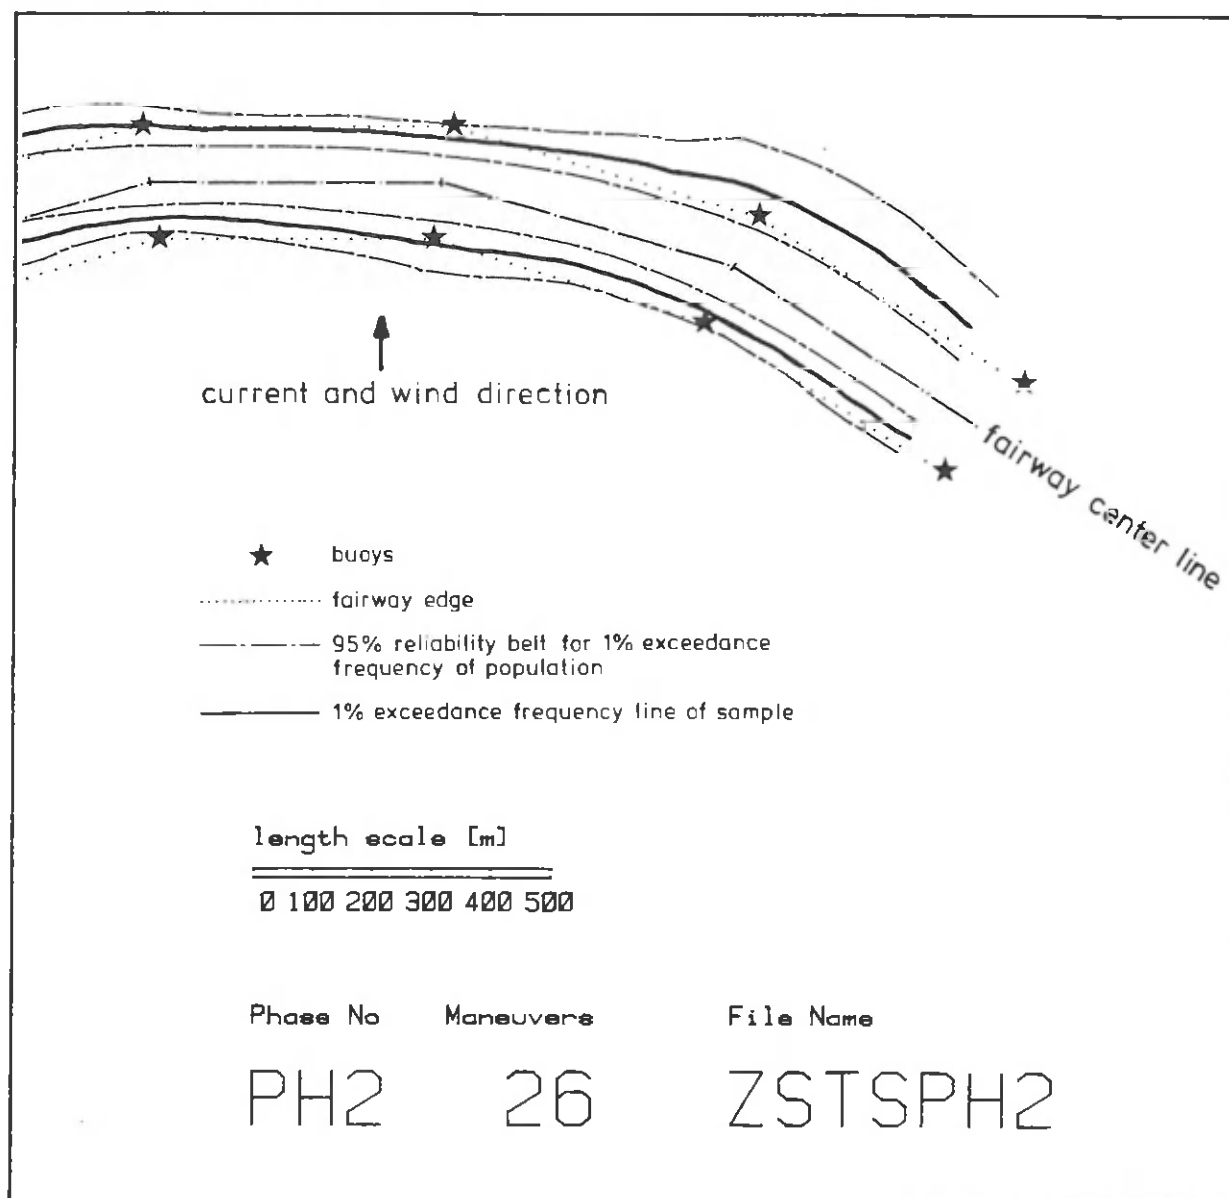 current and wind direction
fairway center line
buoys
fairway edge
95% reliability belt for 1% exceedance
frequency of population
1% exceedance frequency line of sample
length scale [m]
0 100 200 300 400 500
Phase No Maneuvers File Name
PH2 26 ZSTSPH2